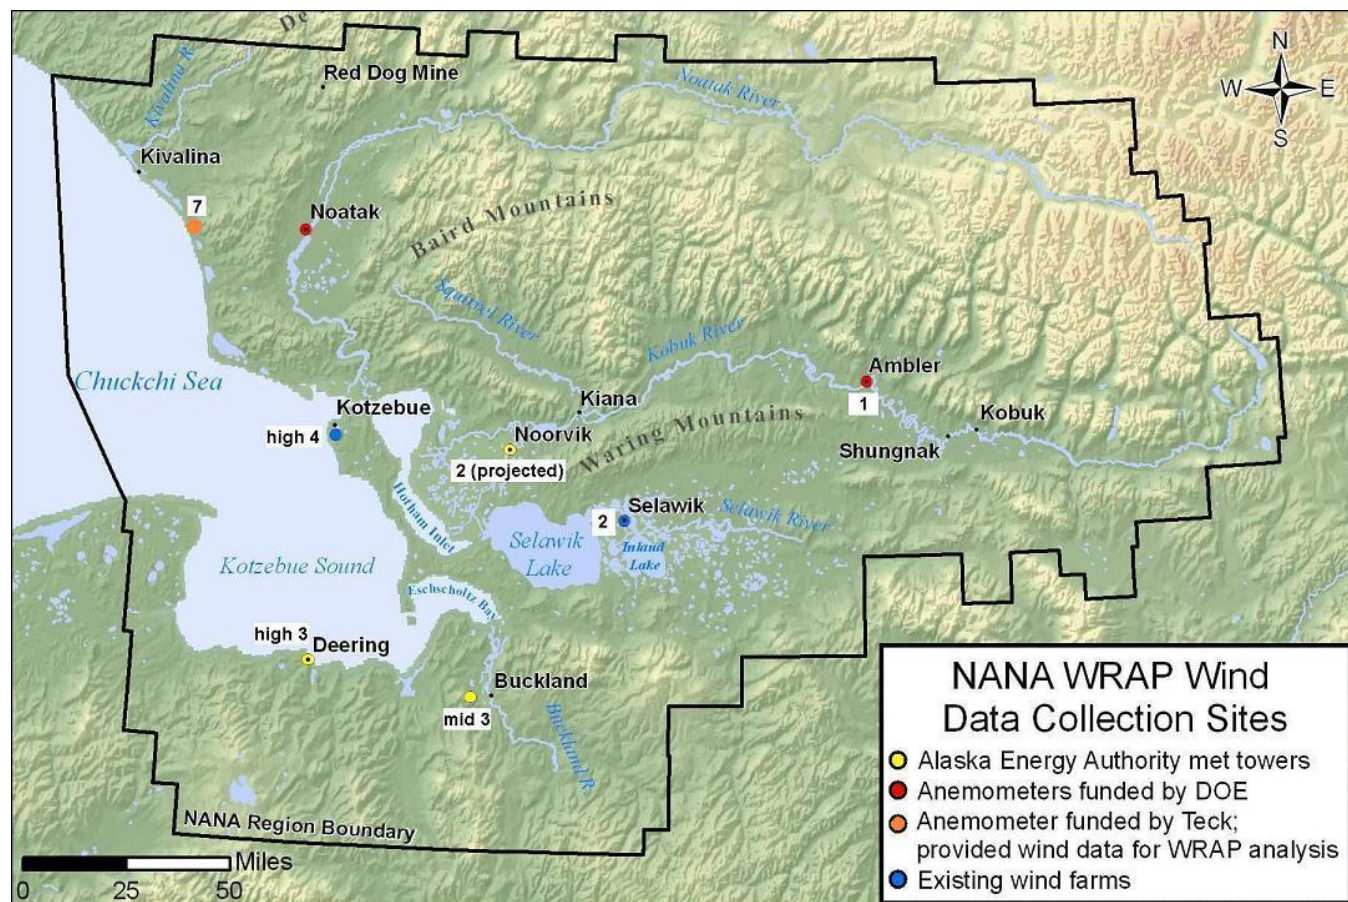 De
N
W E
S
Red Dog Mine
Kivalina R
Noatak River
Kivalina
7
Noatak
Baird Mountains
Squirrel River
Kobuk River
Chuckchi Sea
Ambler
1
Kiana
Kotzebue
high 4
Kobuk
Noorvik
2 (projected)
Waring Mountains
Shungnak
Hotham Inlet
Selawik
2
Selawik River
Selawik
Lake
Inland
Lake
Kotzebue Sound
Eschscholtz Bay
high 3
Deering
Buckland
mid 3
Buckland R.
NANA Region Boundary
Miles
0 25 50
NANA WRAP Wind
Data Collection Sites
Alaska Energy Authority met towers
Anemometers funded by DOE
Anemometer funded by Teck;
provided wind data for WRAP analysis
Existing wind farms